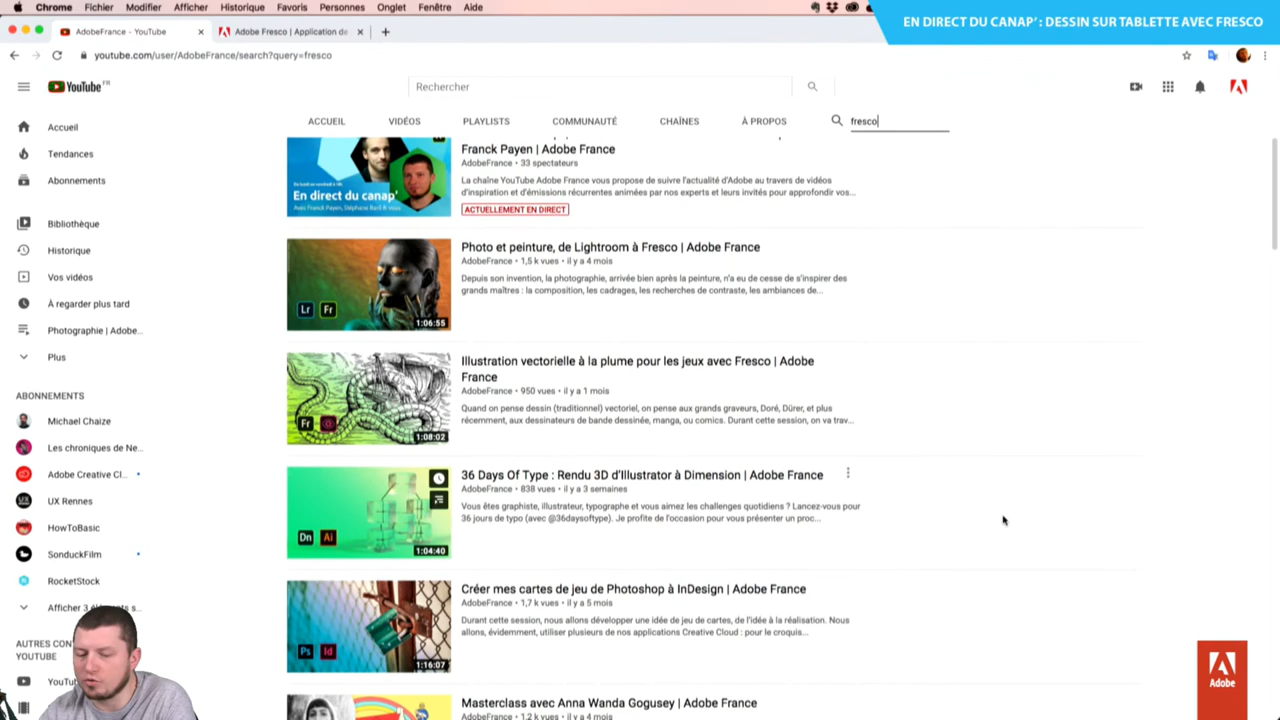 Chrome Fichier Modifier Afficher Historique Favoris Personnes Onglet Fenêtre Aide
EN DIRECT DU CANAP' : DESSIN SUR TABLETTE AVEC FRESCO
AdobeFrance - YouTube
Adobe Fresco | Application de
youtube.com/user/AdobeFrance/search?query=fresco
YouTube FR
Rechercher
ACCUEIL VIDÉOS PLAYLISTS COMMUNAUTÉ CHAÎNES À PROPOS fresco
Accueil
Tendances
Abonnements
Bibliothèque
Historique
Vos vidéos
À regarder plus tard
Photographie | Adobe...
Plus
ABONNEMENTS
Michael Chaize
Les chroniques de Ne...
Adobe Creative Cl...
UX Rennes
HowToBasic
SonduckFilm
RocketStock
Afficher 3 éléments s...
AUTRES CON
YOUTUBE
YouTu
En direct du canap'
Avec Franck Payen, Stéphane Baril & vous
Franck Payen | Adobe France
AdobeFrance • 33 spectateurs
La chaîne YouTube Adobe France vous propose de suivre l'actualité d'Adobe au travers de vidéos
d'inspiration et d'émissions récurrentes animées par nos experts et leurs invités pour approfondir vos...
ACTUELLEMENT EN DIRECT
Lr Fr
1:06:55
Photo et peinture, de Lightroom à Fresco | Adobe France
AdobeFrance • 1,5 k vues • il y a 4 mois
Depuis son invention, la photographie, arrivée bien après la peinture, n'a eu de cesse de s'inspirer des
grands maîtres : la composition, les cadrages, les recherches de contraste, les ambiances de...
Fr
1:08:02
Illustration vectorielle à la plume pour les jeux avec Fresco | Adobe
France
AdobeFrance • 950 vues • il y a 1 mois
Quand on pense dessin (traditionnel) vectoriel, on pense aux grands graveurs, Doré, Dürer, et plus
récemment, aux dessinateurs de bande dessinée, manga, ou comics. Durant cette session, on va trav...
Dn Ai
1:04:40
36 Days Of Type : Rendu 3D d'Illustrator à Dimension | Adobe France
AdobeFrance • 838 vues • il y a 3 semaines
Vous êtes graphiste, illustrateur, typographe et vous aimez les challenges quotidiens ? Lancez-vous pour
36 jours de typo (avec @36daysoftype). Je profite de l'occasion pour vous présenter un proc...
Ps Id
1:16:07
Créer mes cartes de jeu de Photoshop à InDesign | Adobe France
AdobeFrance • 1,7 k vues • il y a 5 mois
Durant cette session, nous allons développer une idée de jeu de cartes, de l'idée à la réalisation. Nous
allons, évidemment, utiliser plusieurs de nos applications Creative Cloud : pour le croquis...
Masterclass avec Anna Wanda Gogusey | Adobe France
AdobeFrance • 1,2 k vues • il y a 4 mois
Adobe